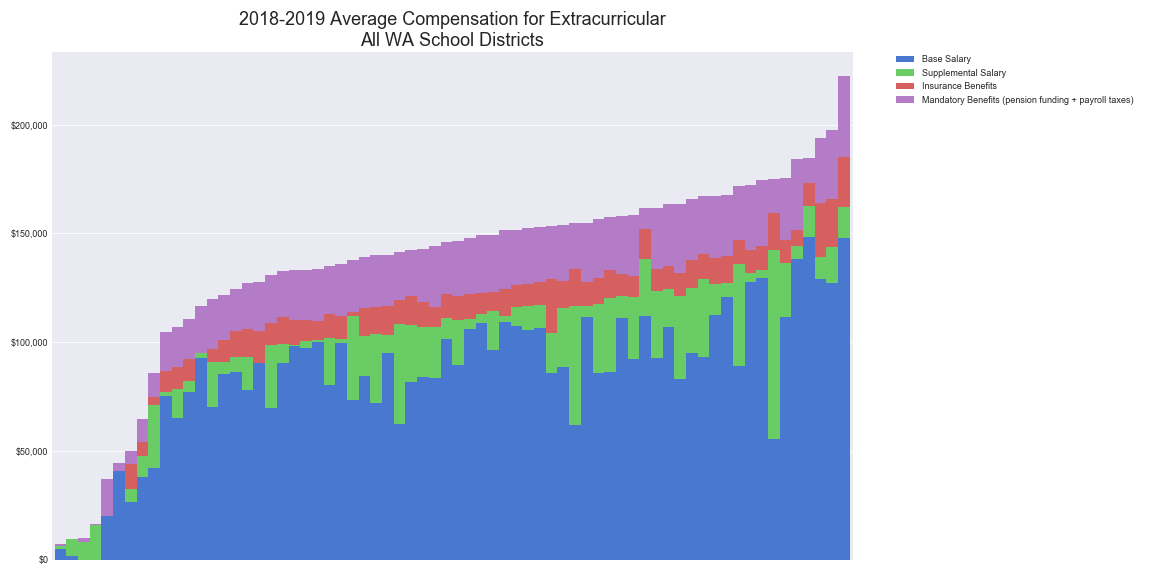 2018-2019 Average Compensation for Extracurricular
All WA School Districts
Base Salary
Supplemental Salary
Insurance Benefits
Mandatory Benefits (pension funding + payroll taxes)
$200,000
$150,000
$100,000
$50,000
$0